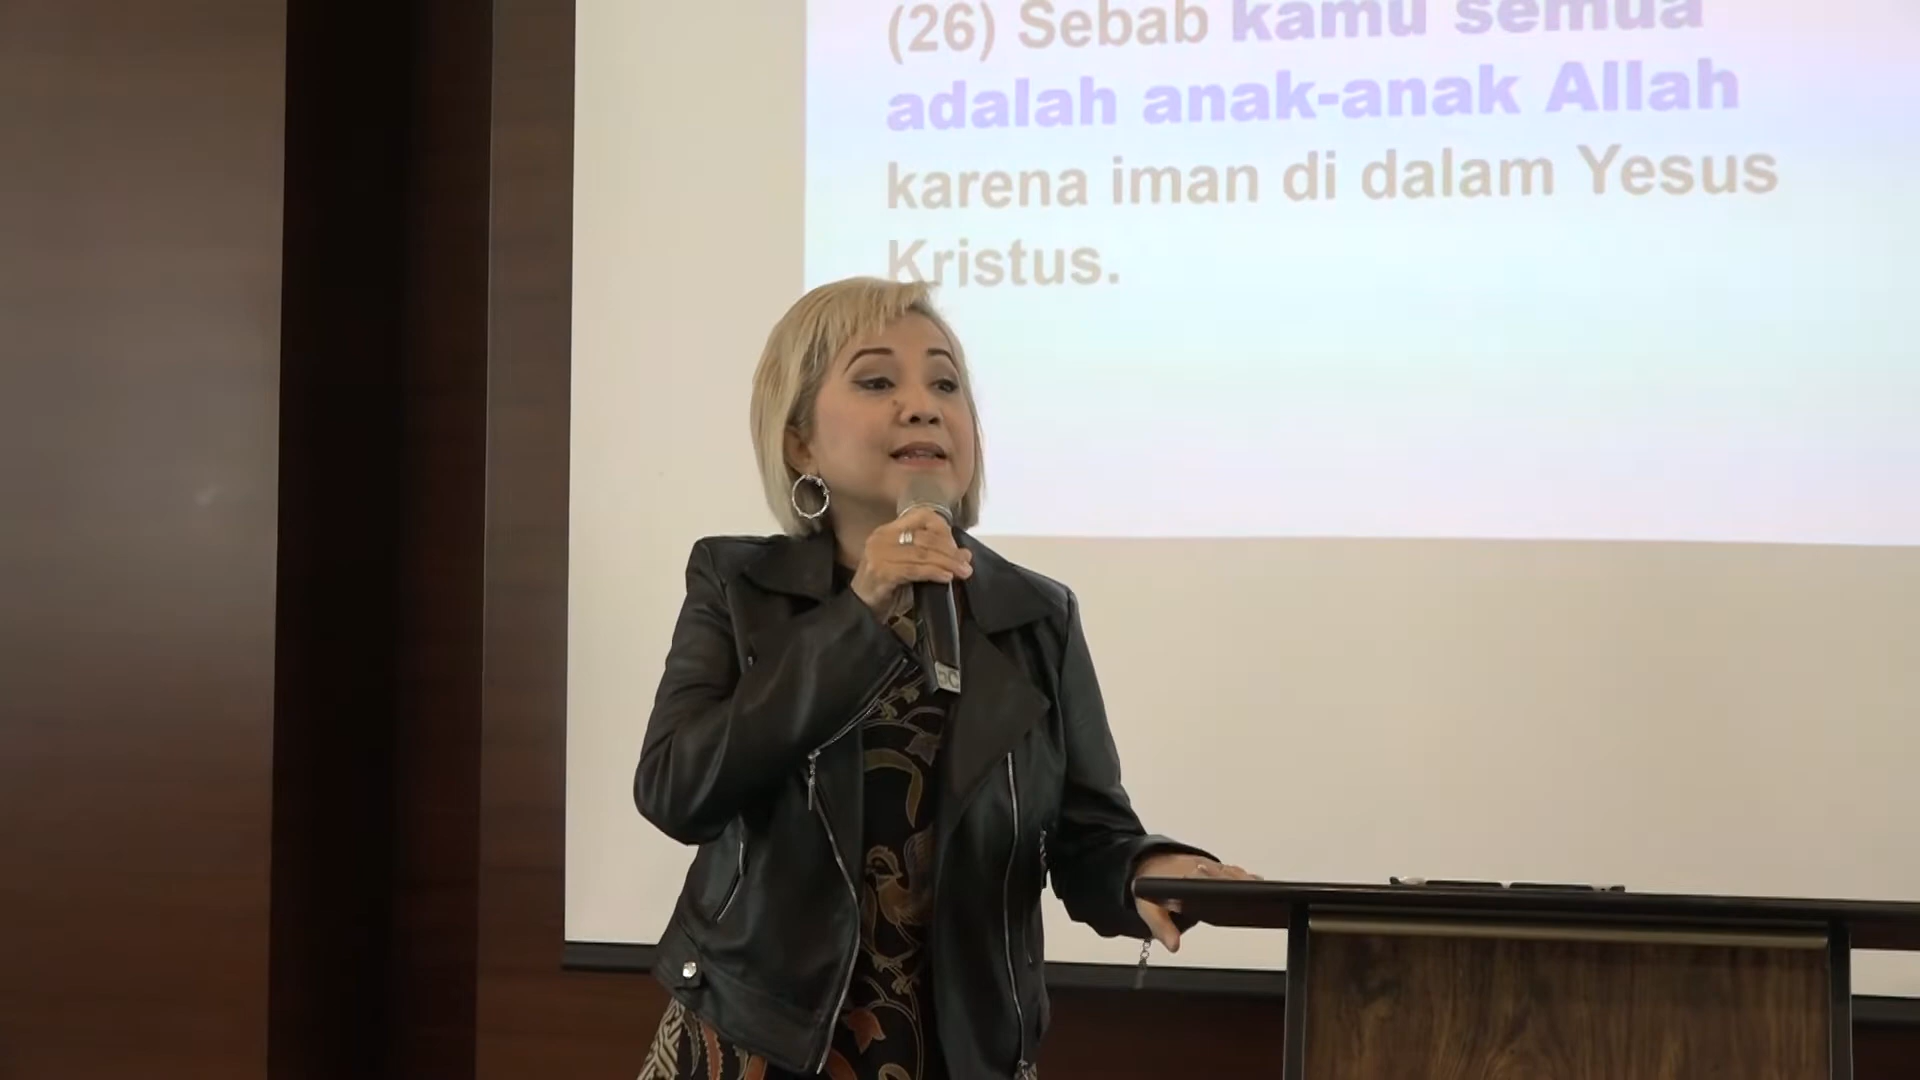 (26) Sebab kamu semua
adalah anak-anak Allah
karena iman di dalam Yesus
Kristus.